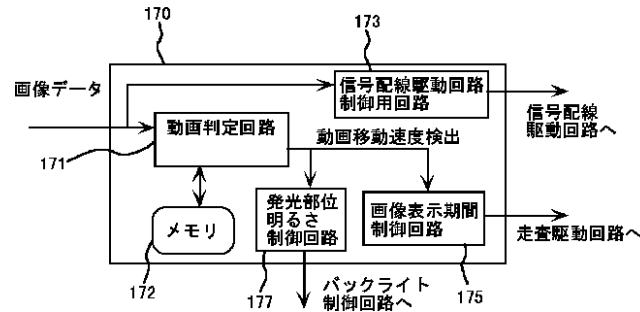 170
173
画像データ
信号配線駆動回路
制御用回路
信号配線
駆動回路へ
動画判定回路
171
動画移動速度検出
メモリ
172
発光部位
明るさ
制御回路
177
画像表示期間
制御回路
175
走査駆動回路へ
バックライト
制御回路へ